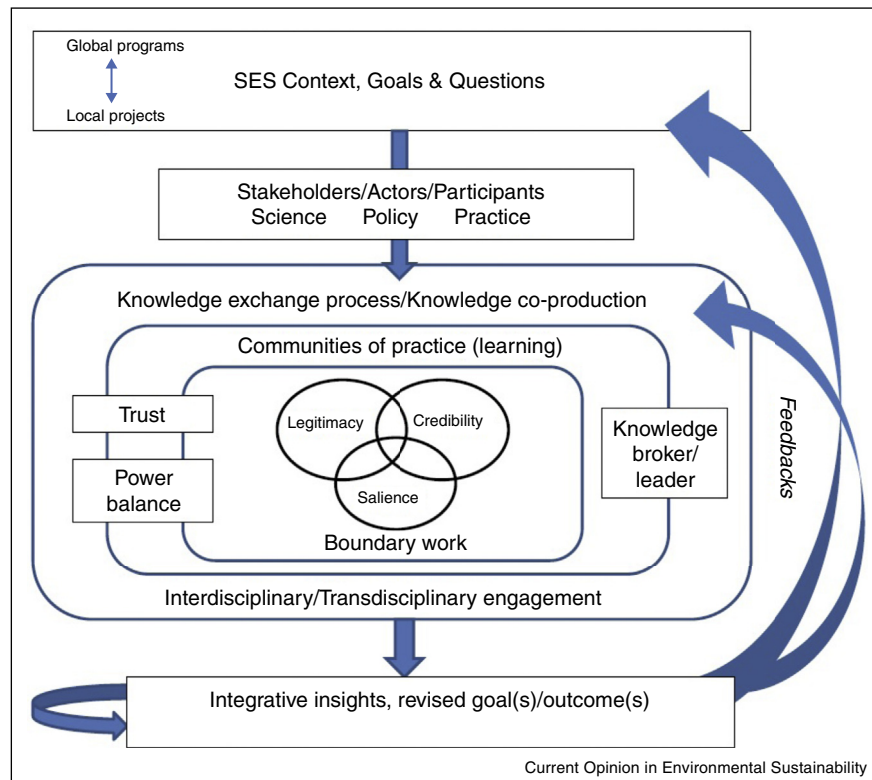 Global programs
SES Context, Goals & Questions
Local projects
Stakeholders/Actors/Participants
Science Policy Practice
Knowledge exchange process/Knowledge co-production
Communities of practice (learning)
Trust
Power
balance
Legitimacy
Credibility
Salience
Boundary work
Knowledge
broker/
leader
Feedbacks
Interdisciplinary/Transdisciplinary engagement
Integrative insights, revised goal(s)/outcome(s)
Current Opinion in Environmental Sustainability